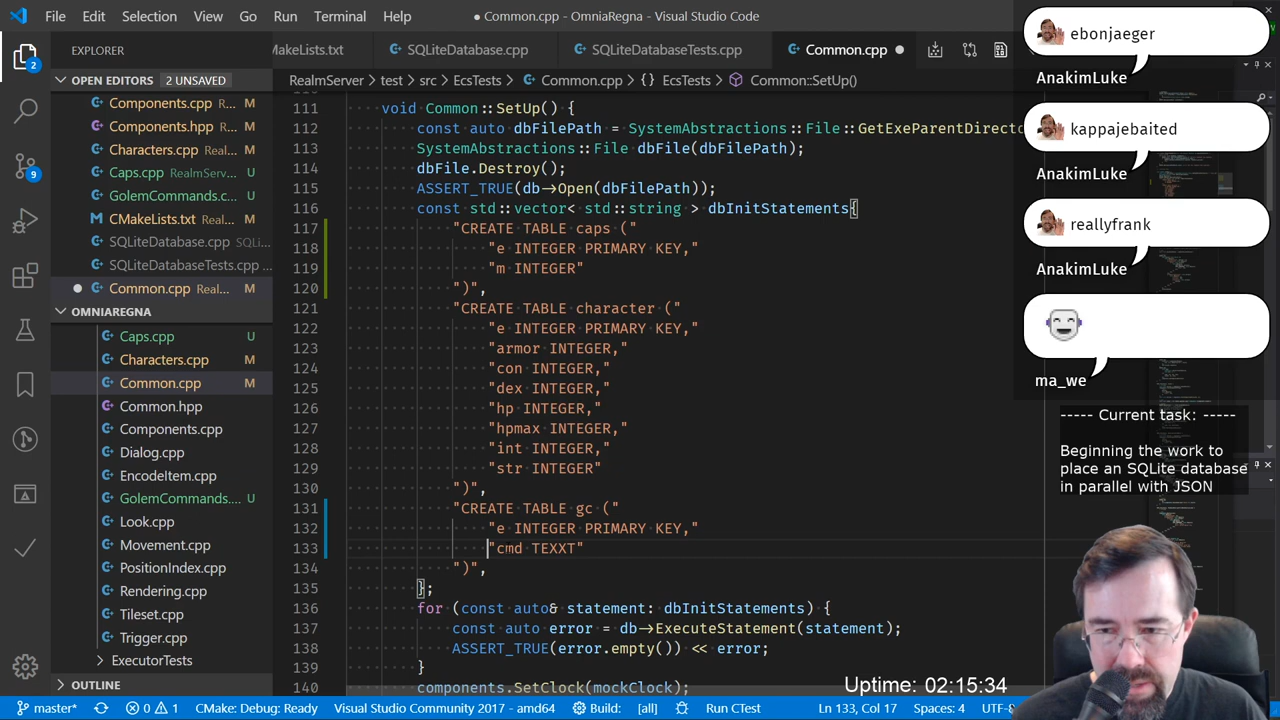 File Edit Selection View Go Run Terminal Help
● Common.cpp - OmniaRegna - Visual Studio Code
EXPLORER
MakeLists.txt
SQLiteDatabase.cpp
SQLiteDatabaseTests.cpp
Common.cpp ●
OPEN EDITORS 2 UNSAVED
RealmServer > test > src > EcsTests > Common.cpp > {} EcsTests > Common::SetUp()
Components.cpp R... M
Components.hpp R... M
Characters.cpp Real... M
Caps.cpp RealmServ... U
GolemCommands.c... U
CMakeLists.txt Real... M
SQLiteDatabase.cpp ...
SQLiteDatabaseTests.cpp ...
● Common.cpp Real... M
OMNIAREGNA
Caps.cpp U
Characters.cpp M
Common.cpp M
Common.hpp
Components.cpp
Dialog.cpp
EncodeItem.cpp
GolemCommands.... U
Look.cpp
Movement.cpp
PositionIndex.cpp
Rendering.cpp
Tileset.cpp
Trigger.cpp
ExecutorTests
OUTLINE
2
9
111 void Common::SetUp() {
112 const auto dbFilePath = SystemAbstractions::File::GetExeParentDirecto
113 SystemAbstractions::File dbFile(dbFilePath);
114 dbFile.Destroy();
115 ASSERT_TRUE(db->Open(dbFilePath));
116 const std::vector< std::string > dbInitStatements{
117 "CREATE TABLE caps ("
118 "e INTEGER PRIMARY KEY,"
119 "m INTEGER"
120 ")",
121 "CREATE TABLE character ("
122 "e INTEGER PRIMARY KEY,"
123 "armor INTEGER,"
124 "con INTEGER,"
125 "dex INTEGER,"
126 "hp INTEGER,"
127 "hpmax INTEGER,"
128 "int INTEGER,"
129 "str INTEGER"
130 ")",
131 "CREATE TABLE gc ("
132 "e INTEGER PRIMARY KEY,"
133 "cmd TEXXT"
134 ")",
135 };
136 for (const auto& statement: dbInitStatements) {
137 const auto error = db->ExecuteStatement(statement);
138 ASSERT_TRUE(error.empty()) << error;
139 }
140 components.SetClock(mockClock);
ebonjaeger
AnakimLuke
kappajebaited
AnakimLuke
reallyfrank
AnakimLuke
ma_we
----- Current task: -----
Beginning the work to
place an SQLite database
in parallel with JSON
Uptime: 02:15:34
master* 0 1 CMake: Debug: Ready Visual Studio Community 2017 - amd64 Build: [all] Run CTest Ln 133, Col 17 Spaces: 4 UTF-8